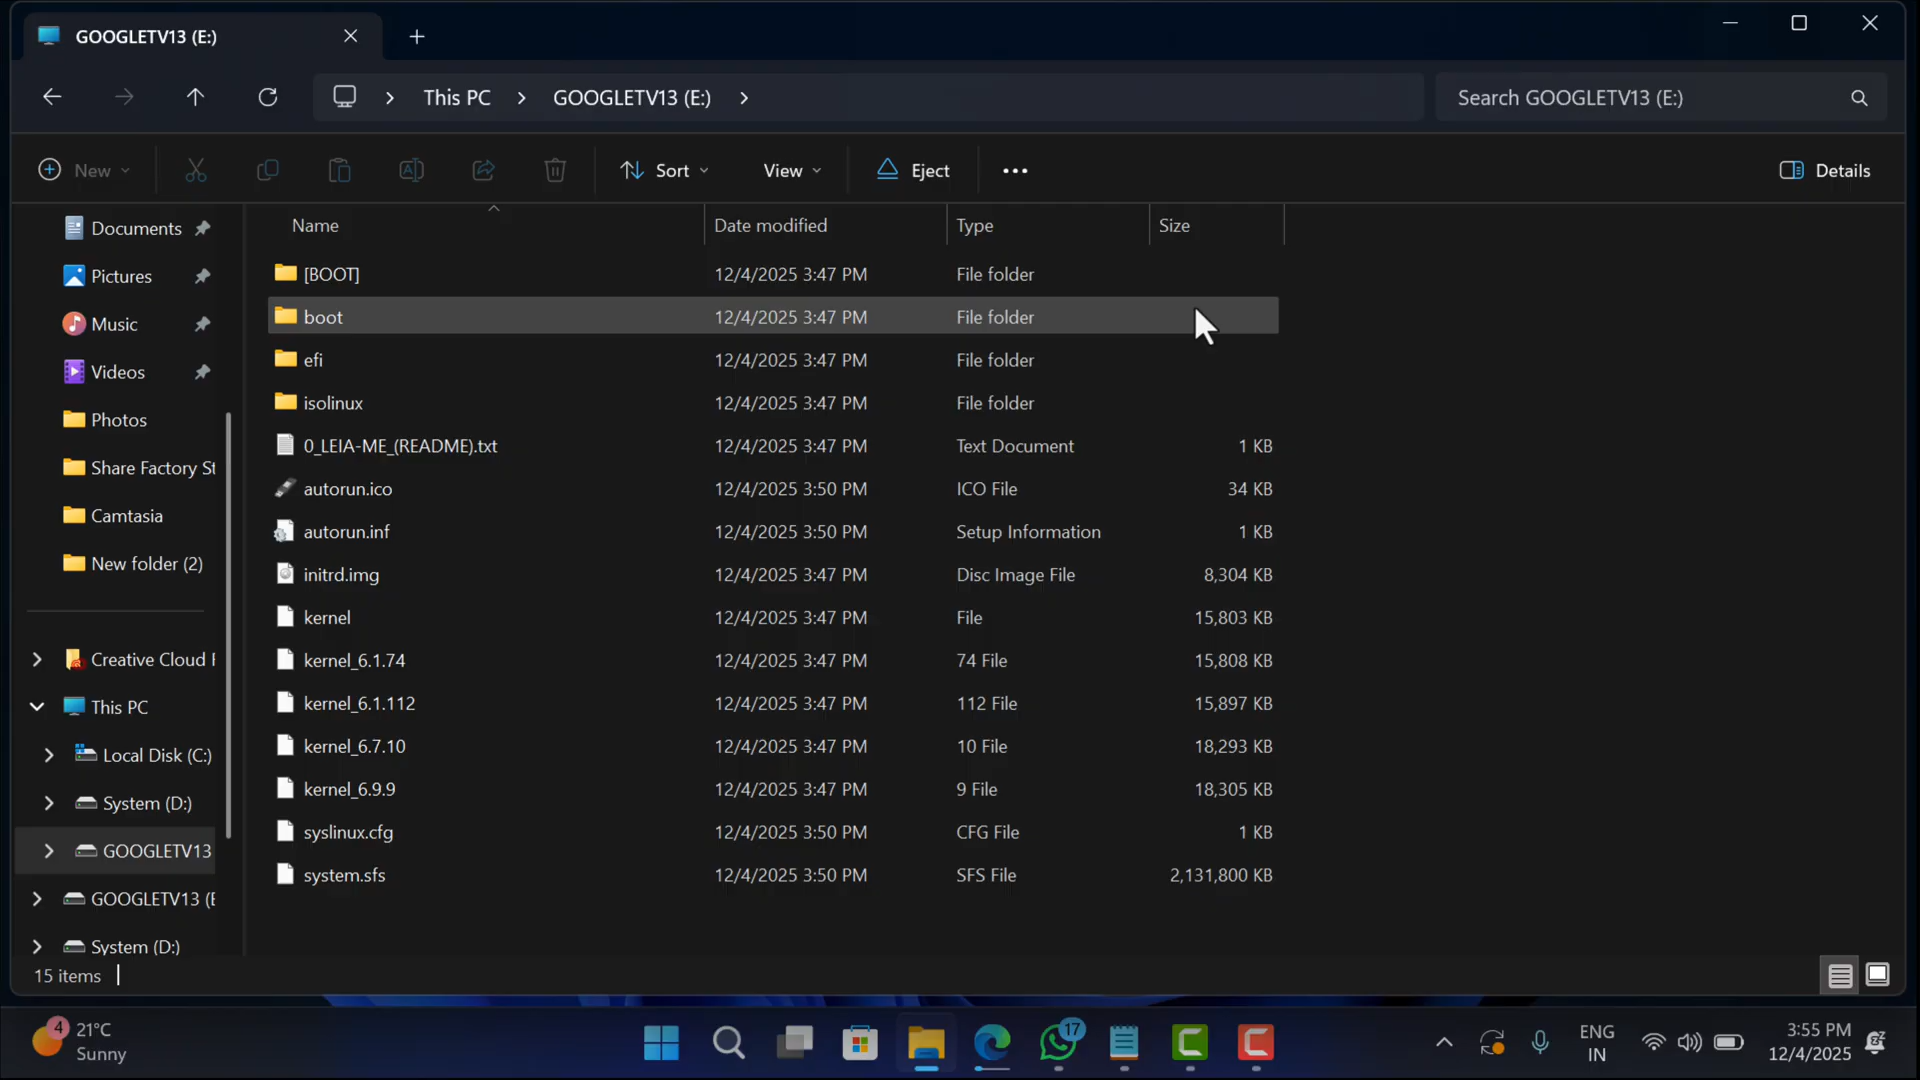 GOOGLETV13 (E:)
This PC
GOOGLETV13 (E:)
Search GOOGLETV13 (E:)
New
Sort
View
Eject
Details
Name
Date modified
Type
Size
[BOOT] 12/4/2025 3:47 PM File folder
boot 12/4/2025 3:47 PM File folder
efi 12/4/2025 3:47 PM File folder
isolinux 12/4/2025 3:47 PM File folder
0_LEIA-ME_(README).txt 12/4/2025 3:47 PM Text Document 1 KB
autorun.ico 12/4/2025 3:50 PM ICO File 34 KB
autorun.inf 12/4/2025 3:50 PM Setup Information 1 KB
initrd.img 12/4/2025 3:47 PM Disc Image File 8,304 KB
kernel 12/4/2025 3:47 PM File 15,803 KB
kernel_6.1.74 12/4/2025 3:47 PM 74 File 15,808 KB
kernel_6.1.112 12/4/2025 3:47 PM 112 File 15,897 KB
kernel_6.7.10 12/4/2025 3:47 PM 10 File 18,293 KB
kernel_6.9.9 12/4/2025 3:47 PM 9 File 18,305 KB
syslinux.cfg 12/4/2025 3:50 PM CFG File 1 KB
system.sfs 12/4/2025 3:50 PM SFS File 2,131,800 KB
Documents
Pictures
Music
Videos
Photos
Share Factory St
Camtasia
New folder (2)
Creative Cloud F
This PC
Local Disk (C:)
System (D:)
GOOGLETV13
GOOGLETV13 (E
System (D:)
15 items
4
21°C
Sunny
17
ENG
IN
3:55 PM
12/4/2025